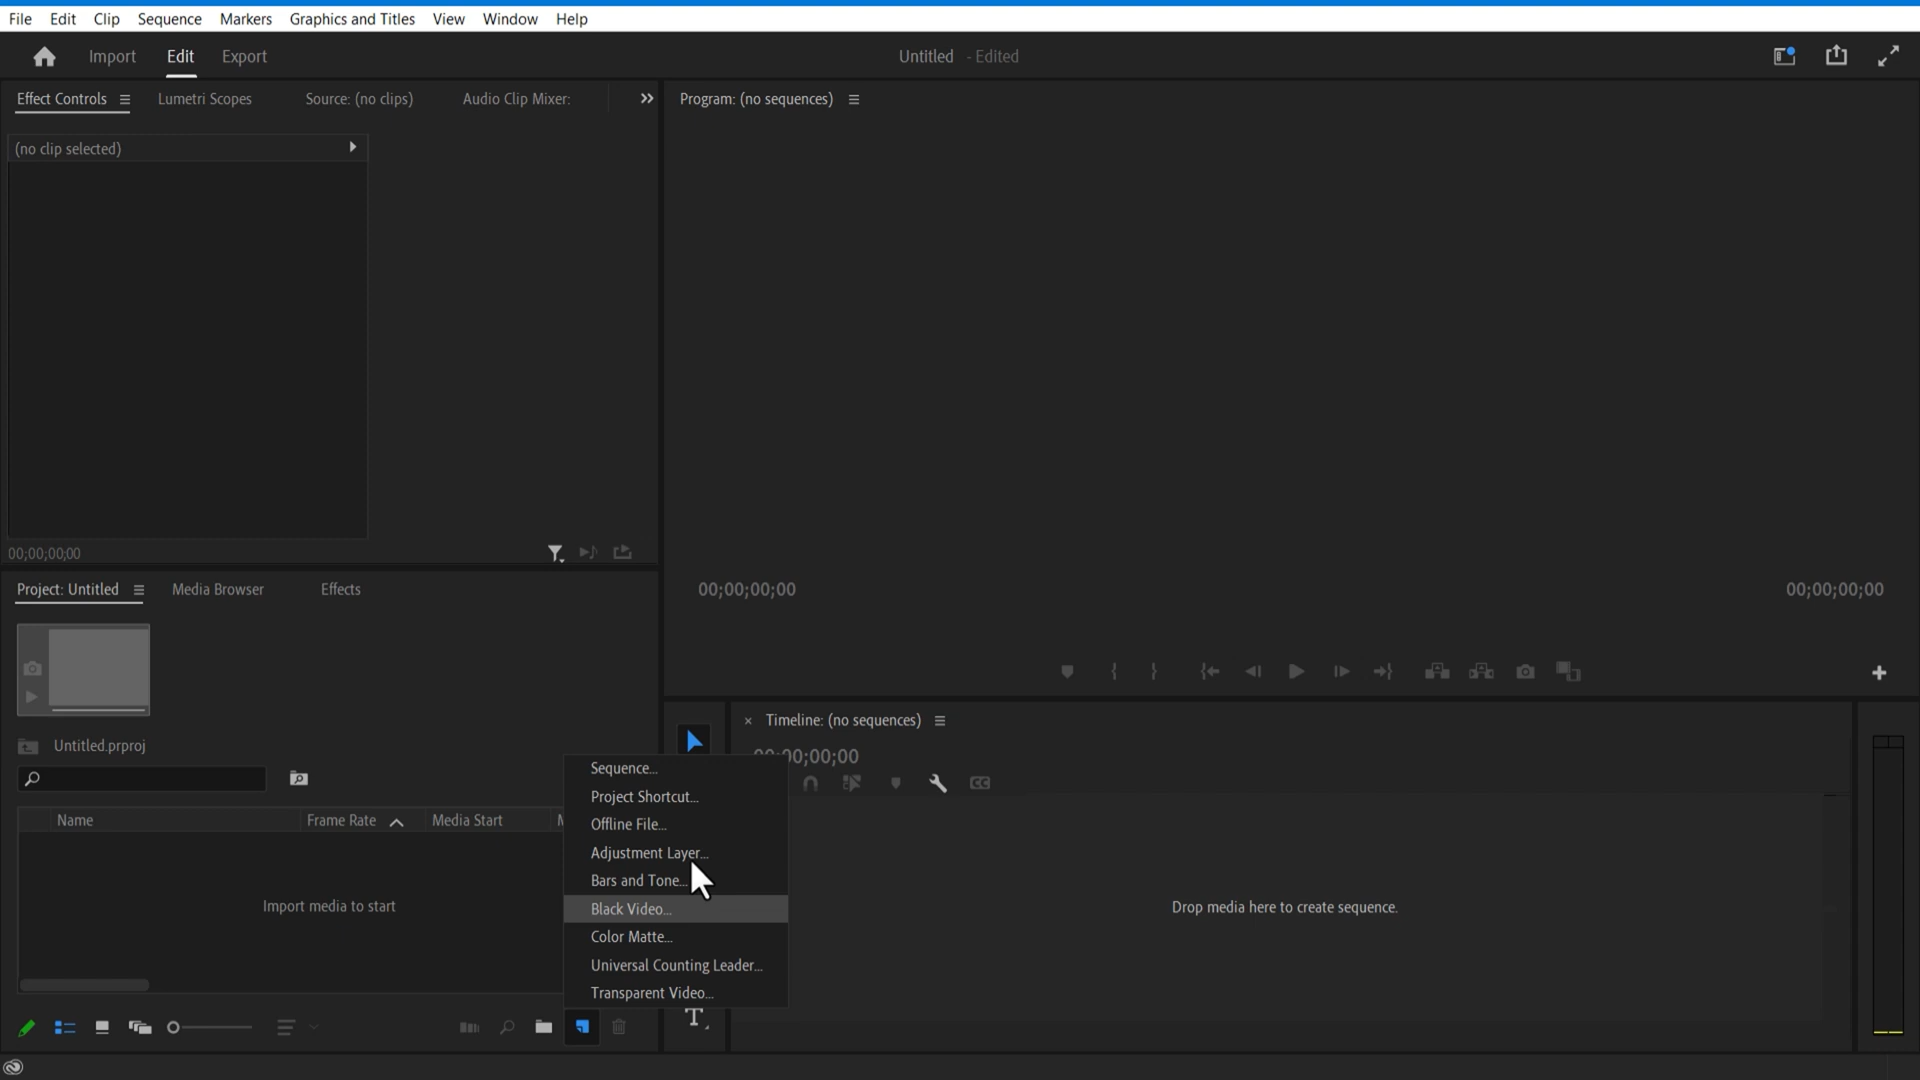 File Edit Clip Sequence Markers Graphics and Titles View Window Help
Import Edit Export Untitled - Edited
Effect Controls Lumetri Scopes Source: (no clips) Audio Clip Mixer: Program: (no sequences)
(no clip selected)
00;00;00;00
Project: Untitled Media Browser Effects
00;00;00;00 00;00;00;00
Timeline: (no sequences)
Untitled.prproj
Sequence...
Project Shortcut...
Name Frame Rate Media Start
Offline File...
Adjustment Layer...
Bars and Tone...
Import media to start
Black Video...
Drop media here to create sequence.
Color Matte...
Universal Counting Leader...
Transparent Video...